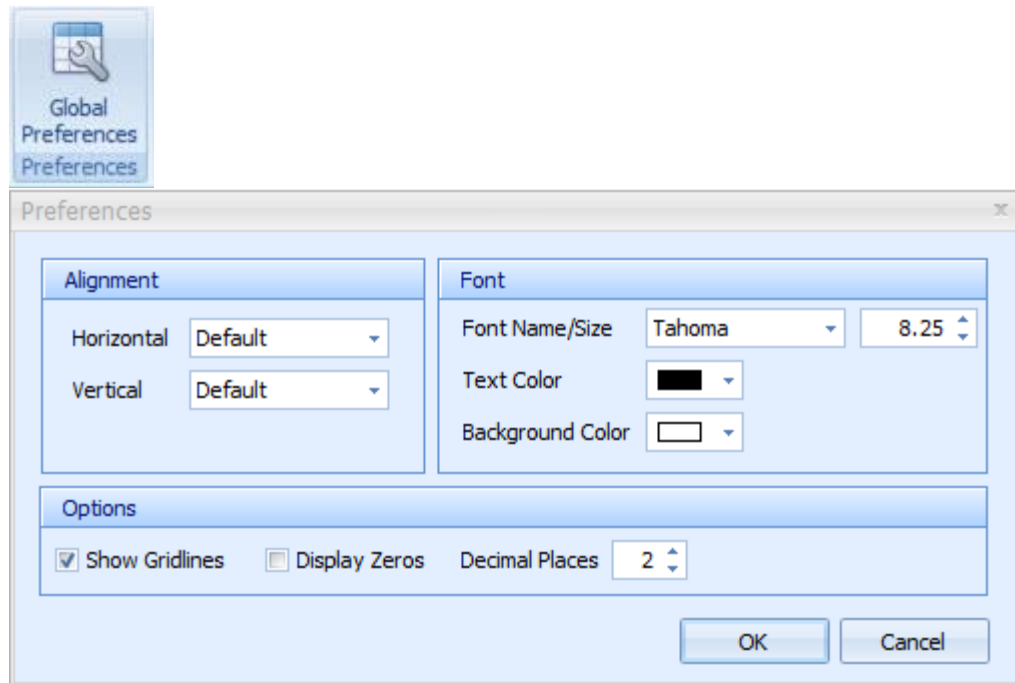 Global
Preferences
Preferences
Preferences
Alignment
Horizontal Default
Vertical Default
Font
Font Name/Size Tahoma 8.25
Text Color
Background Color
Options
Show Gridlines Display Zeros Decimal Places 2
OK Cancel